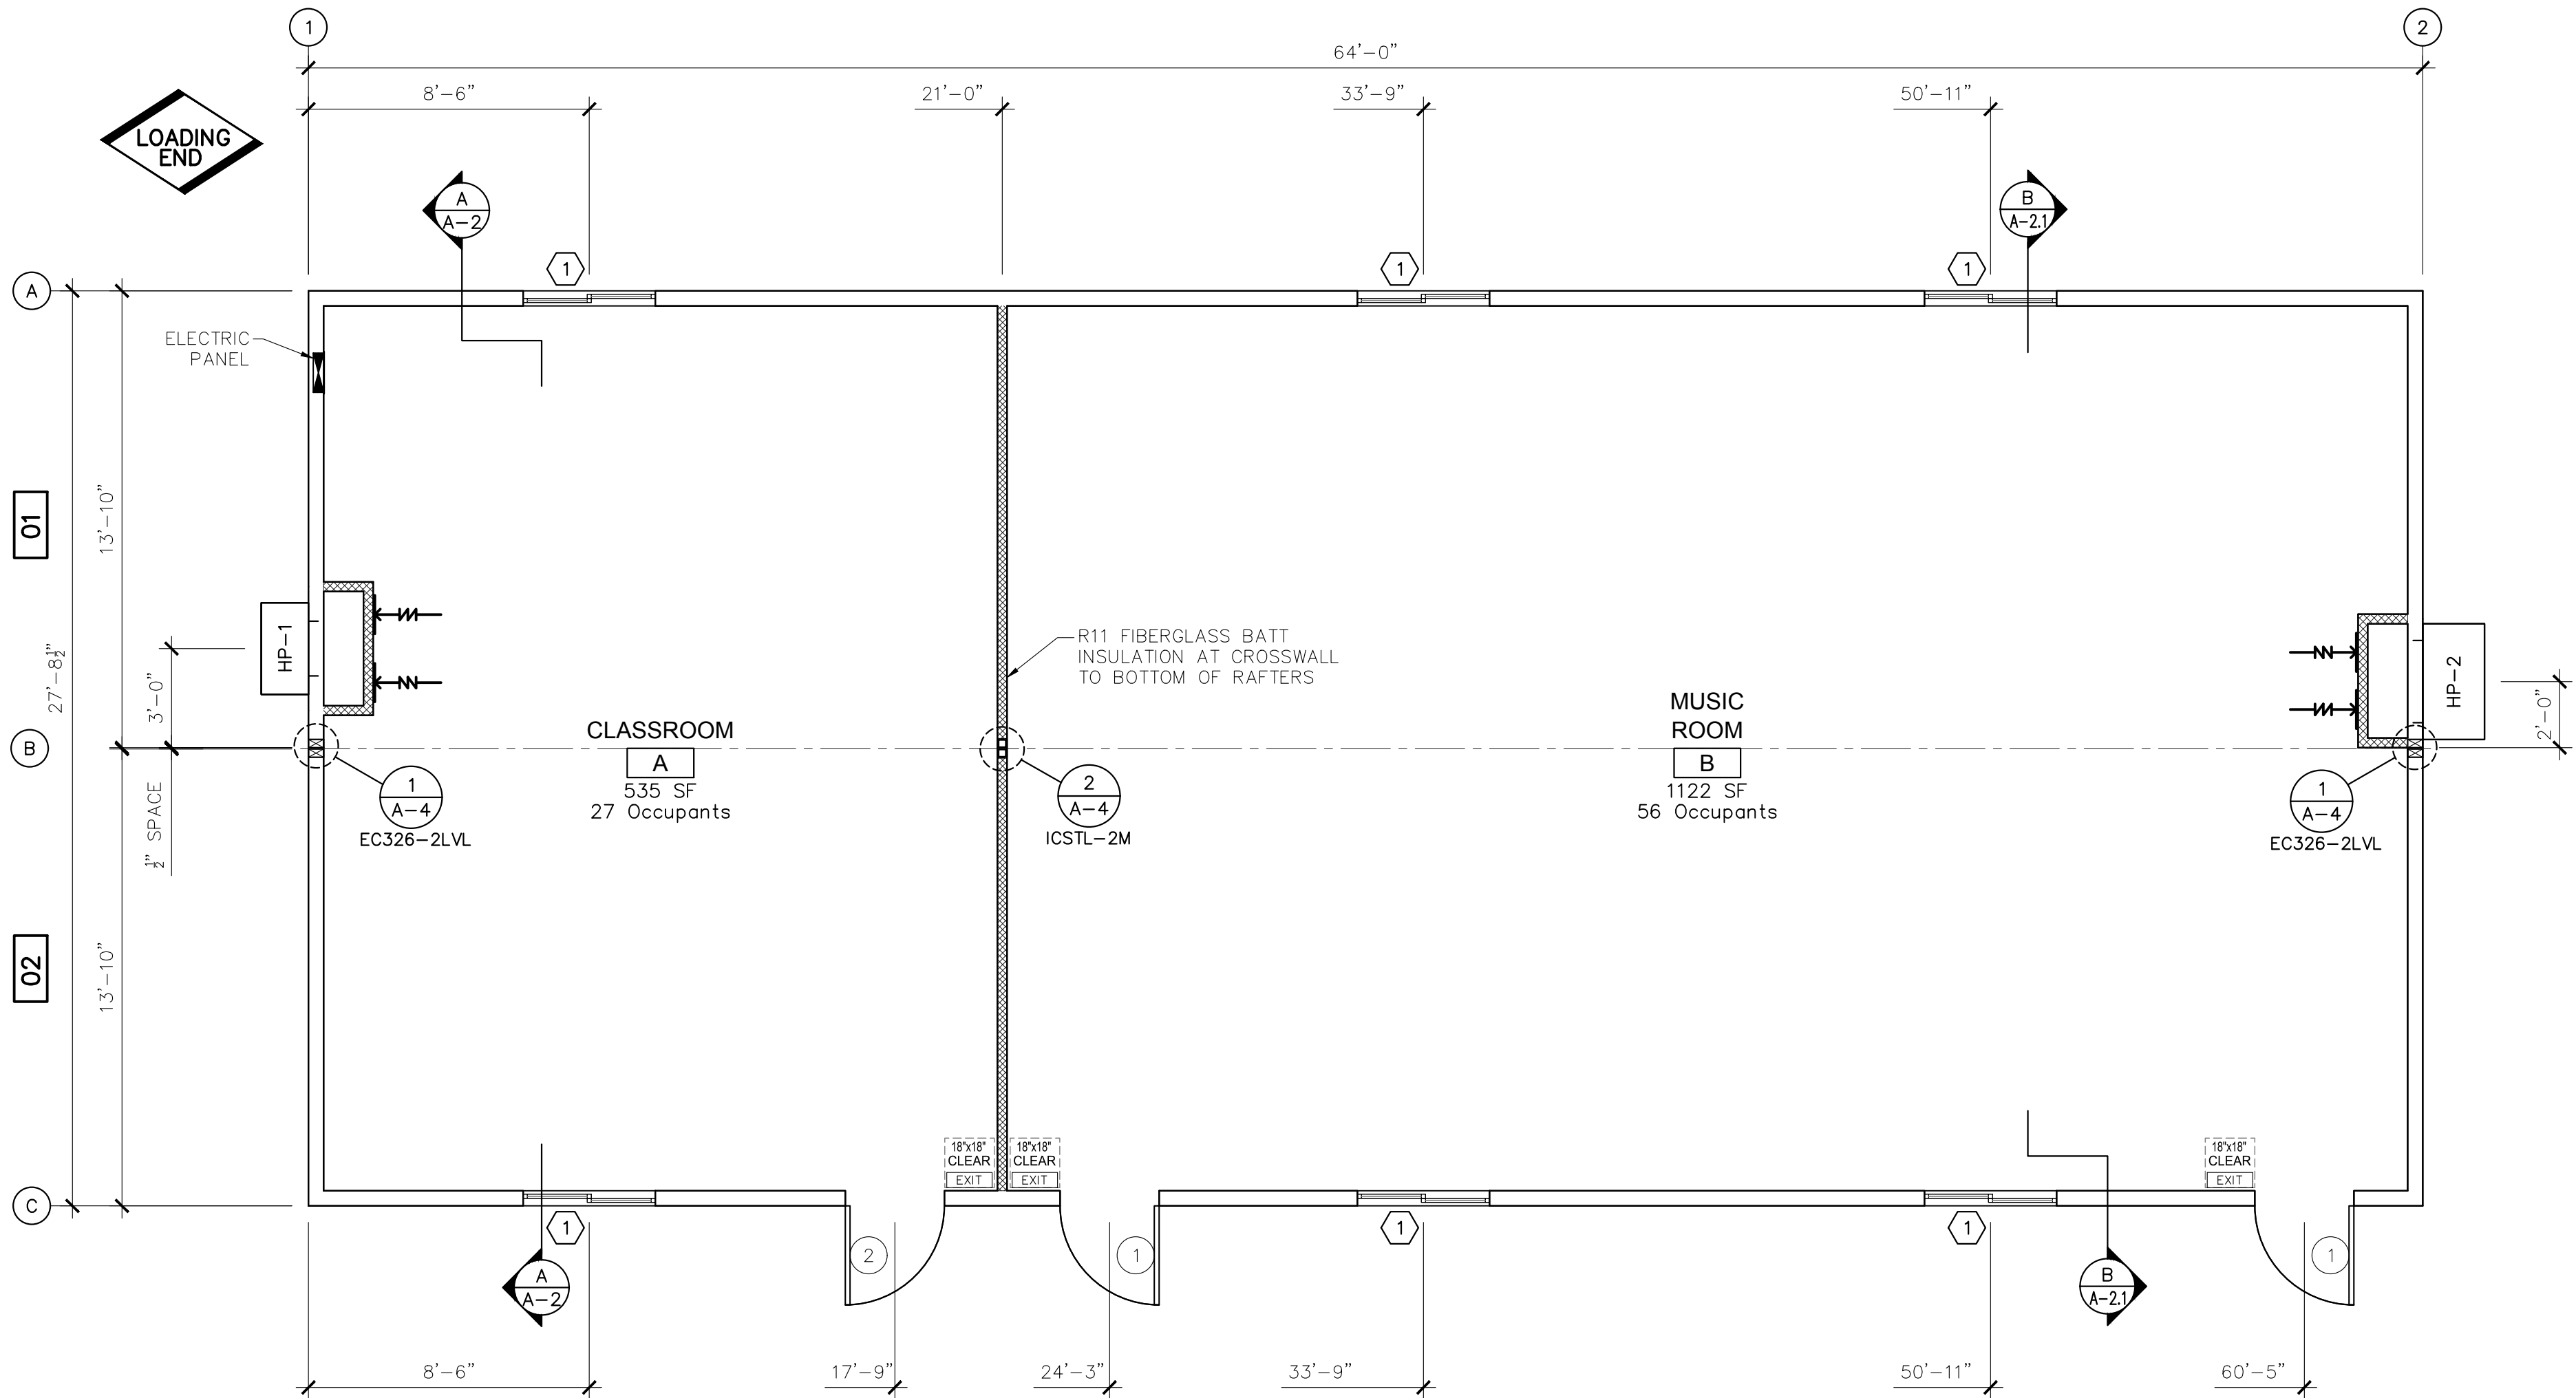 1
2
64'-0"
8'-6"
21'-0"
33'-9"
50'-11"
LOADING
END
A
A-2
B
A-2.1
1
1
1
A
ELECTRIC
PANEL
01
13'-10"
27'-8½"
3'-0"
HP-1
R11 FIBERGLASS BATT
INSULATION AT CROSSWALL
TO BOTTOM OF RAFTERS
HP-2
2'-0"
B
CLASSROOM
A
535 SF
27 Occupants
MUSIC
ROOM
B
1122 SF
56 Occupants
½" SPACE
1
A-4
EC326-2LVL
2
A-4
ICSTL-2M
1
A-4
EC326-2LVL
02
13'-10"
18"x18"
CLEAR
EXIT
18"x18"
CLEAR
EXIT
18"x18"
CLEAR
EXIT
C
1
2
1
1
1
1
A
A-2
B
A-2.1
8'-6"
17'-9"
24'-3"
33'-9"
50'-11"
60'-5"